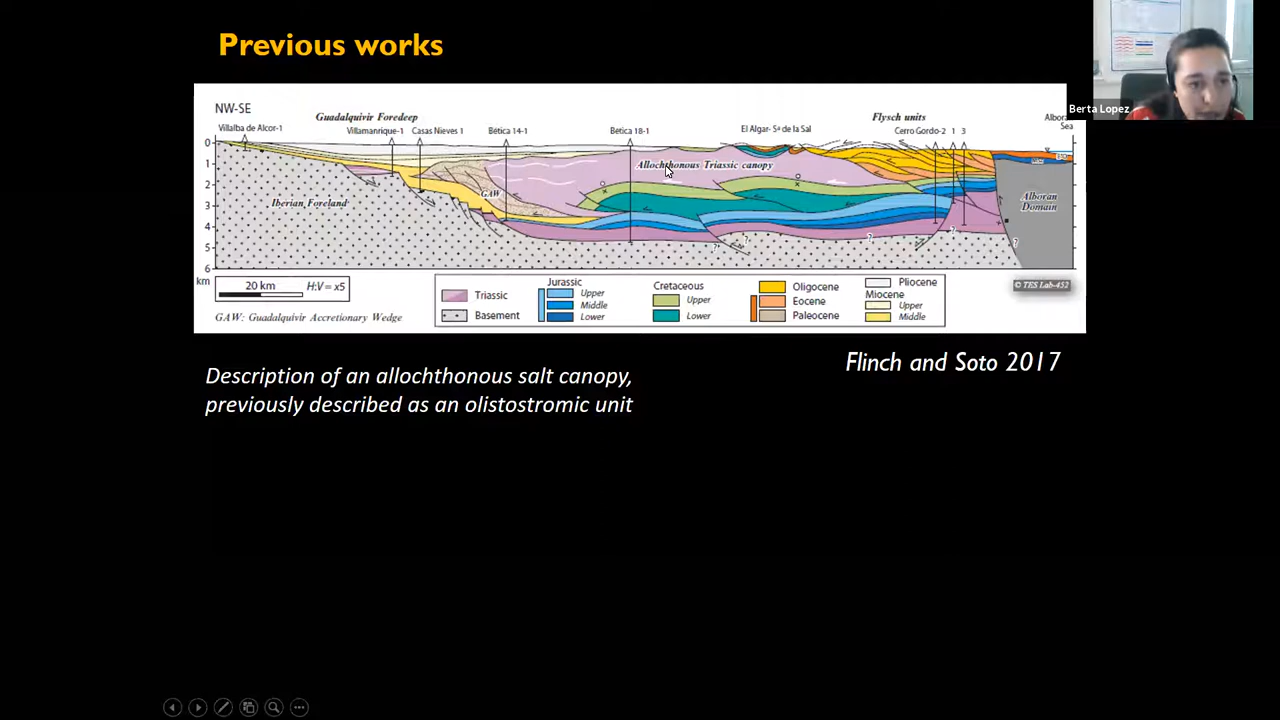 Previous works
Berta Lopez
NW-SE
Guadalquivir Foredeep
Flysch units
Villalba de Alcor-1
Villamanrique-1
Casas Nieves 1
Bética 14-1
Bética 18-1
El Algar- Sª de la Sal
Cerro Gordo-2 1 3
Sea
0
1
2
3
4
5
6
km
Allochthonous Triassic canopy
GAW
Iberian Foreland
Alboran
Domain
? ? ? ? ?
20 km H:V= x5
GAW: Guadalquivir Accretionary Wedge
Triassic
Basement
Jurassic
Upper
Middle
Lower
Cretaceous
Upper
Lower
Oligocene
Eocene
Paleocene
Pliocene
Miocene
Upper
Middle
© TES Lab-452
Flinch and Soto 2017
Description of an allochthonous salt canopy,
previously described as an olistostromic unit